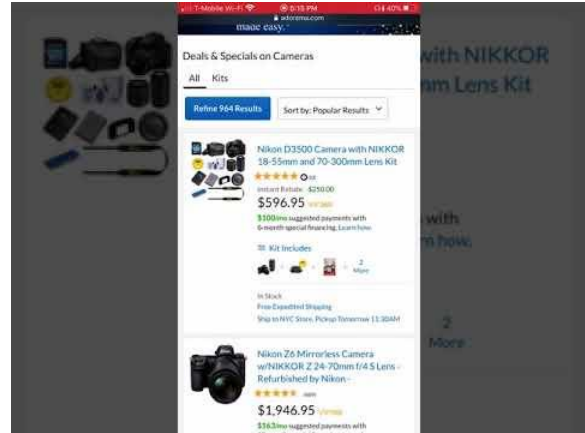 T-Mobile Wi-Fi
5:15 PM
40%
adorama.com
made easy.
Deals & Specials on Cameras
All Kits
Refine 964 Results
Sort by: Popular Results
Nikon D3500 Camera with NIKKOR
18-55mm and 70-300mm Lens Kit
Instant Rebate: $250.00
$596.95
$100/mo suggested payments with
6-month special financing. Learn how.
Kit Includes
2
More
In Stock
Free Expedited Shipping
Ship to NYC Store, Pickup Tomorrow 11:30AM
Nikon Z6 Mirrorless Camera
w/NIKKOR Z 24-70mm f/4 S Lens -
Refurbished by Nikon -
$1,946.95
$163/mo suggested payments with
with NIKKOR
mm Lens Kit
with
how.
2
More